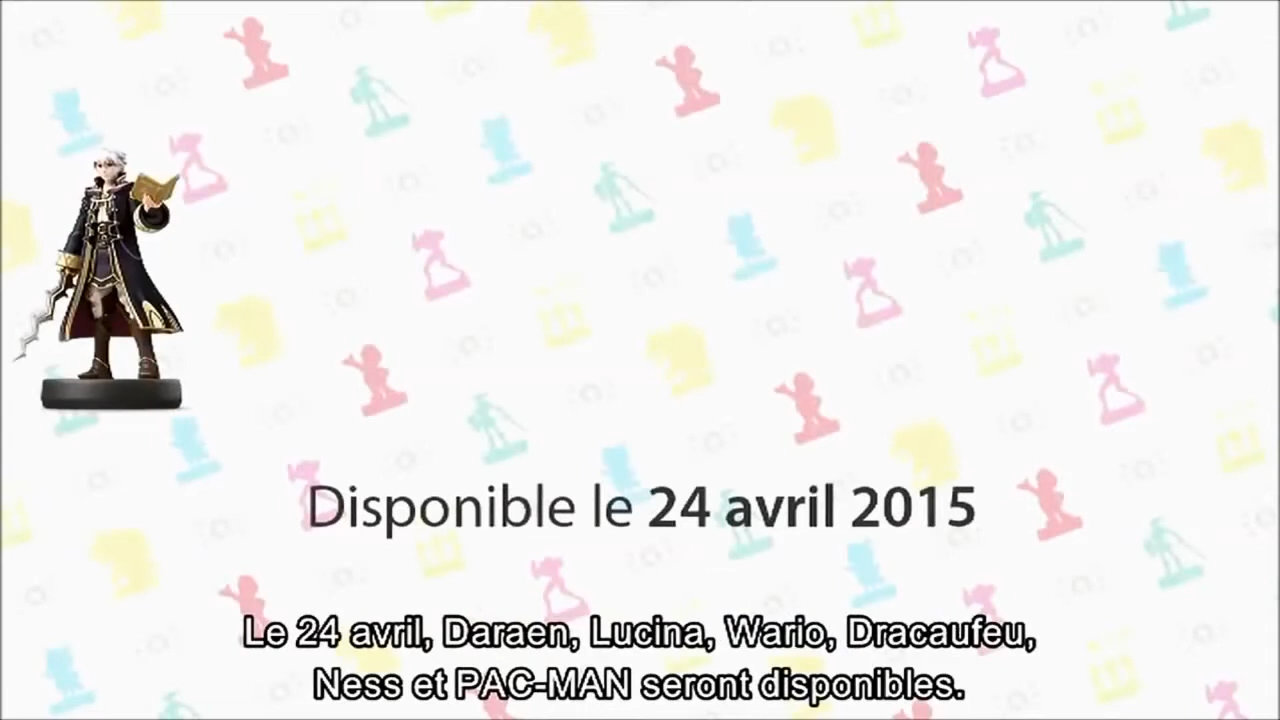 Disponible le 24 avril 2015
Le 24 avril, Daraen, Lucina, Wario, Dracaufeu,
Ness et PAC-MAN seront disponibles.